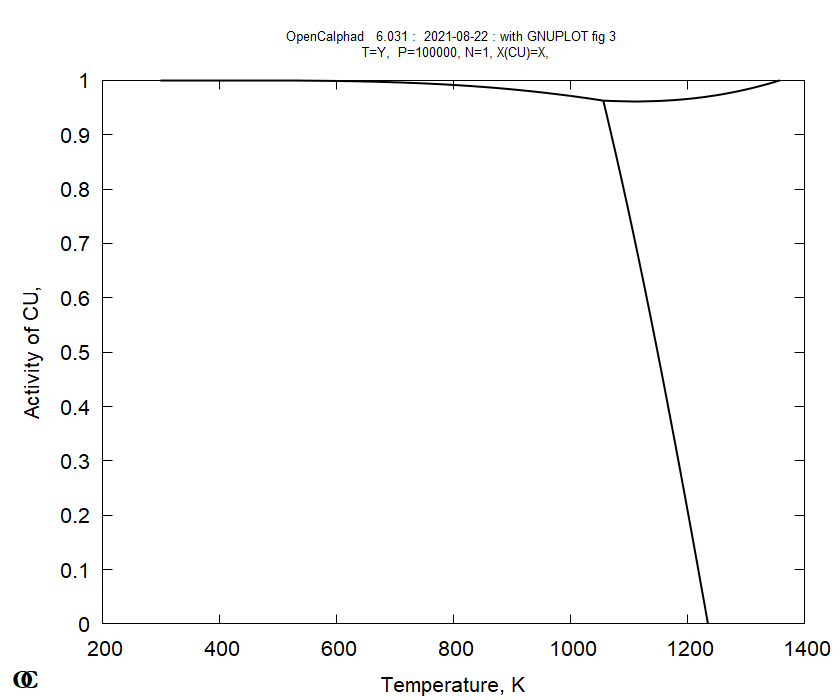 OpenCalphad 6.031 : 2021-08-22 : with GNUPLOT fig 3
T=Y, P=100000, N=1, X(CU)=X,
1
0.9
0.8
0.7
0.6
0.5
0.4
0.3
0.2
0.1
0
Activity of CU,
200 400 600 800 1000 1200 1400
Temperature, K
OC